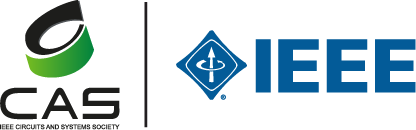 CAS
IEEE CIRCUITS AND SYSTEMS SOCIETY
IEEE
®